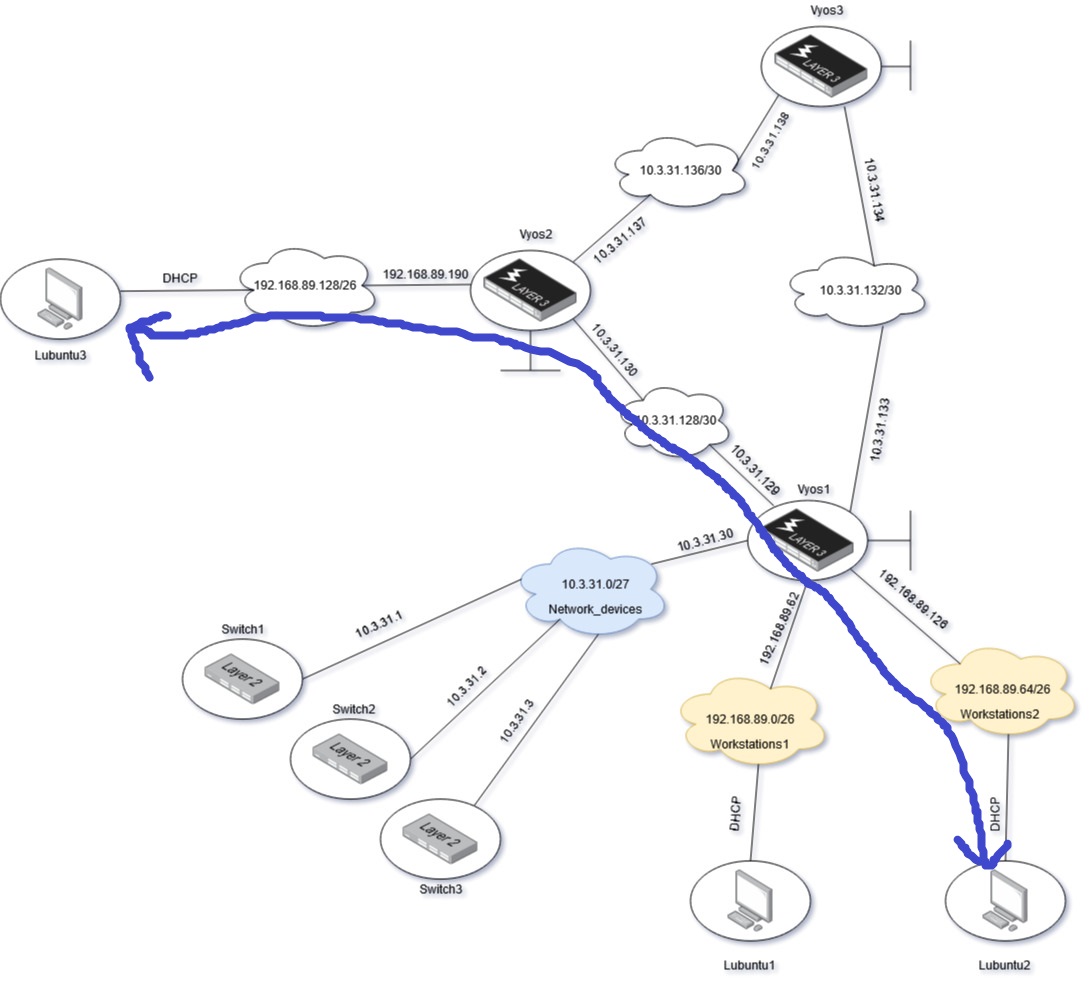 Vyos3
LAYER 3
10.3.31.138
10.3.31.136/30
10.3.31.134
10.3.31.137
Vyos2
LAYER 3
DHCP
192.168.89.128/26
192.168.89.190
10.3.31.132/30
Lubuntu3
10.3.31.130
10.3.31.128/30
10.3.31.133
10.3.31.129
Vyos1
LAYER 3
10.3.31.30
10.3.31.0/27
Network_devices
192.168.89.62
192.168.89.126
10.3.31.1
Switch1
Layer 2
10.3.31.2
10.3.31.3
192.168.89.64/26
Workstations2
Switch2
Layer 2
192.168.89.0/26
Workstations1
DHCP
DHCP
Layer 2
Switch3
Lubuntu1
Lubuntu2